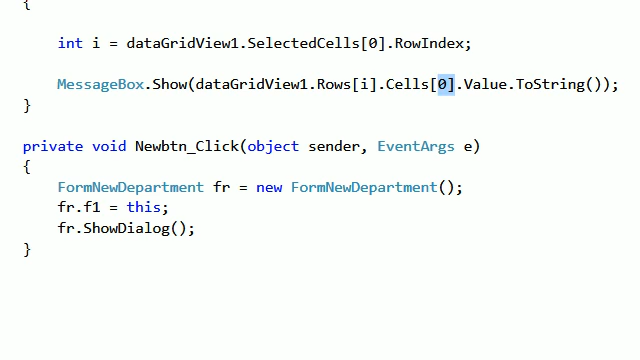 {
int i = dataGridView1.SelectedCells[0].RowIndex;
MessageBox.Show(dataGridView1.Rows[i].Cells[0].Value.ToString());
}
private void Newbtn_Click(object sender, EventArgs e)
{
FormNewDepartment fr = new FormNewDepartment();
fr.f1 = this;
fr.ShowDialog();
}